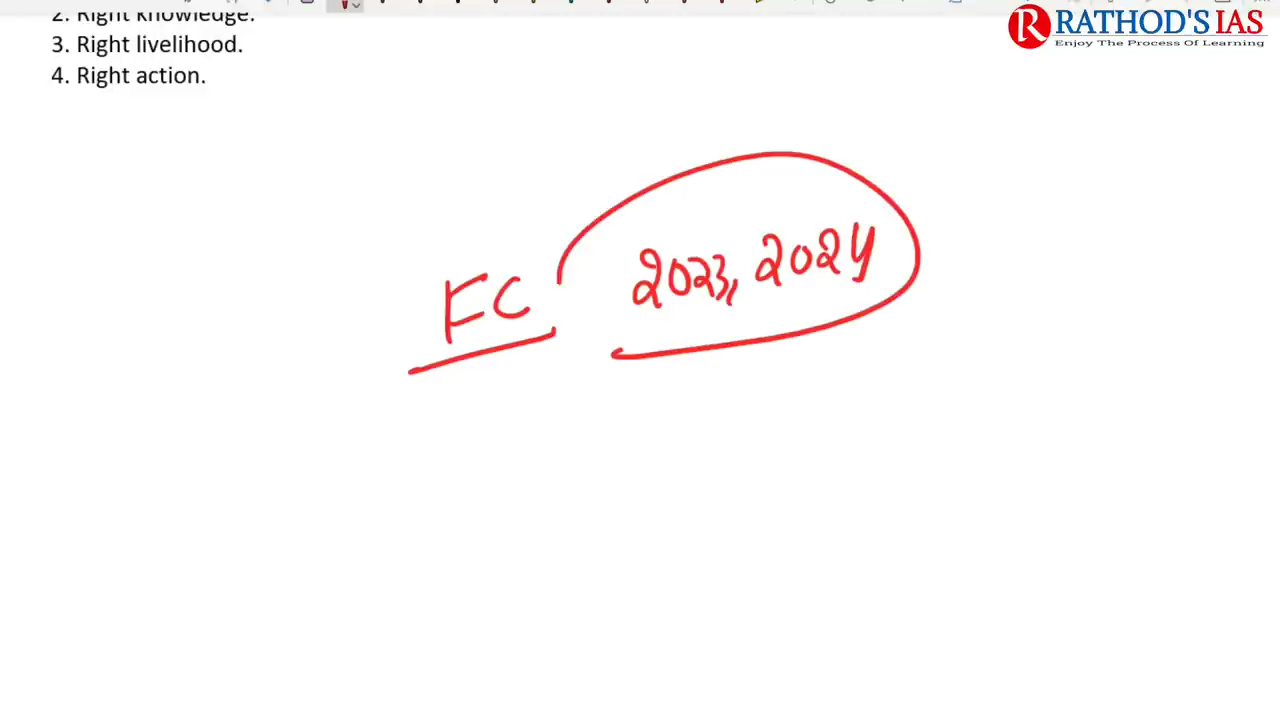 2. Right knowledge.
3. Right livelihood.
4. Right action.
RATHOD'S IAS
Enjoy The Process Of Learning
FC 2023, 2024